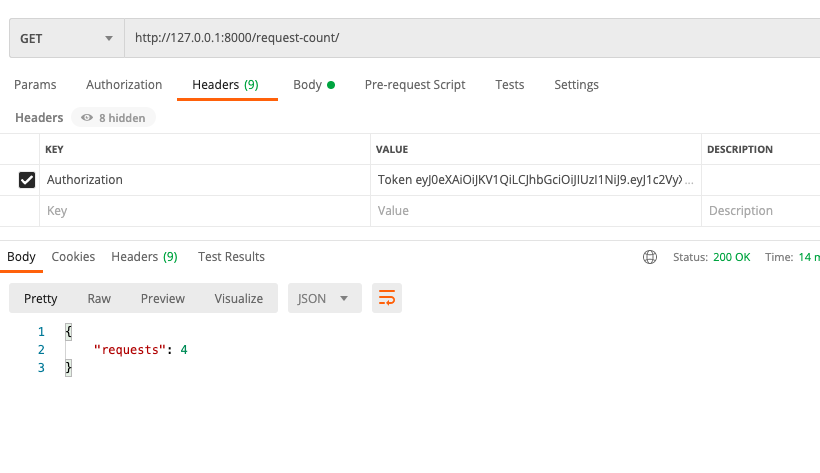 GET http://127.0.0.1:8000/request-count/
Params Authorization Headers (9) Body Pre-request Script Tests Settings
Headers 8 hidden
KEY VALUE DESCRIPTION
Authorization Token eyJ0eXAiOiJKV1QiLCJhbGciOiJIUzI1NiJ9.eyJ1c2VyX ...
Key Value Description
Body Cookies Headers (9) Test Results Status: 200 OK Time: 14 m
Pretty Raw Preview Visualize JSON
1 {
2 "requests": 4
3 }